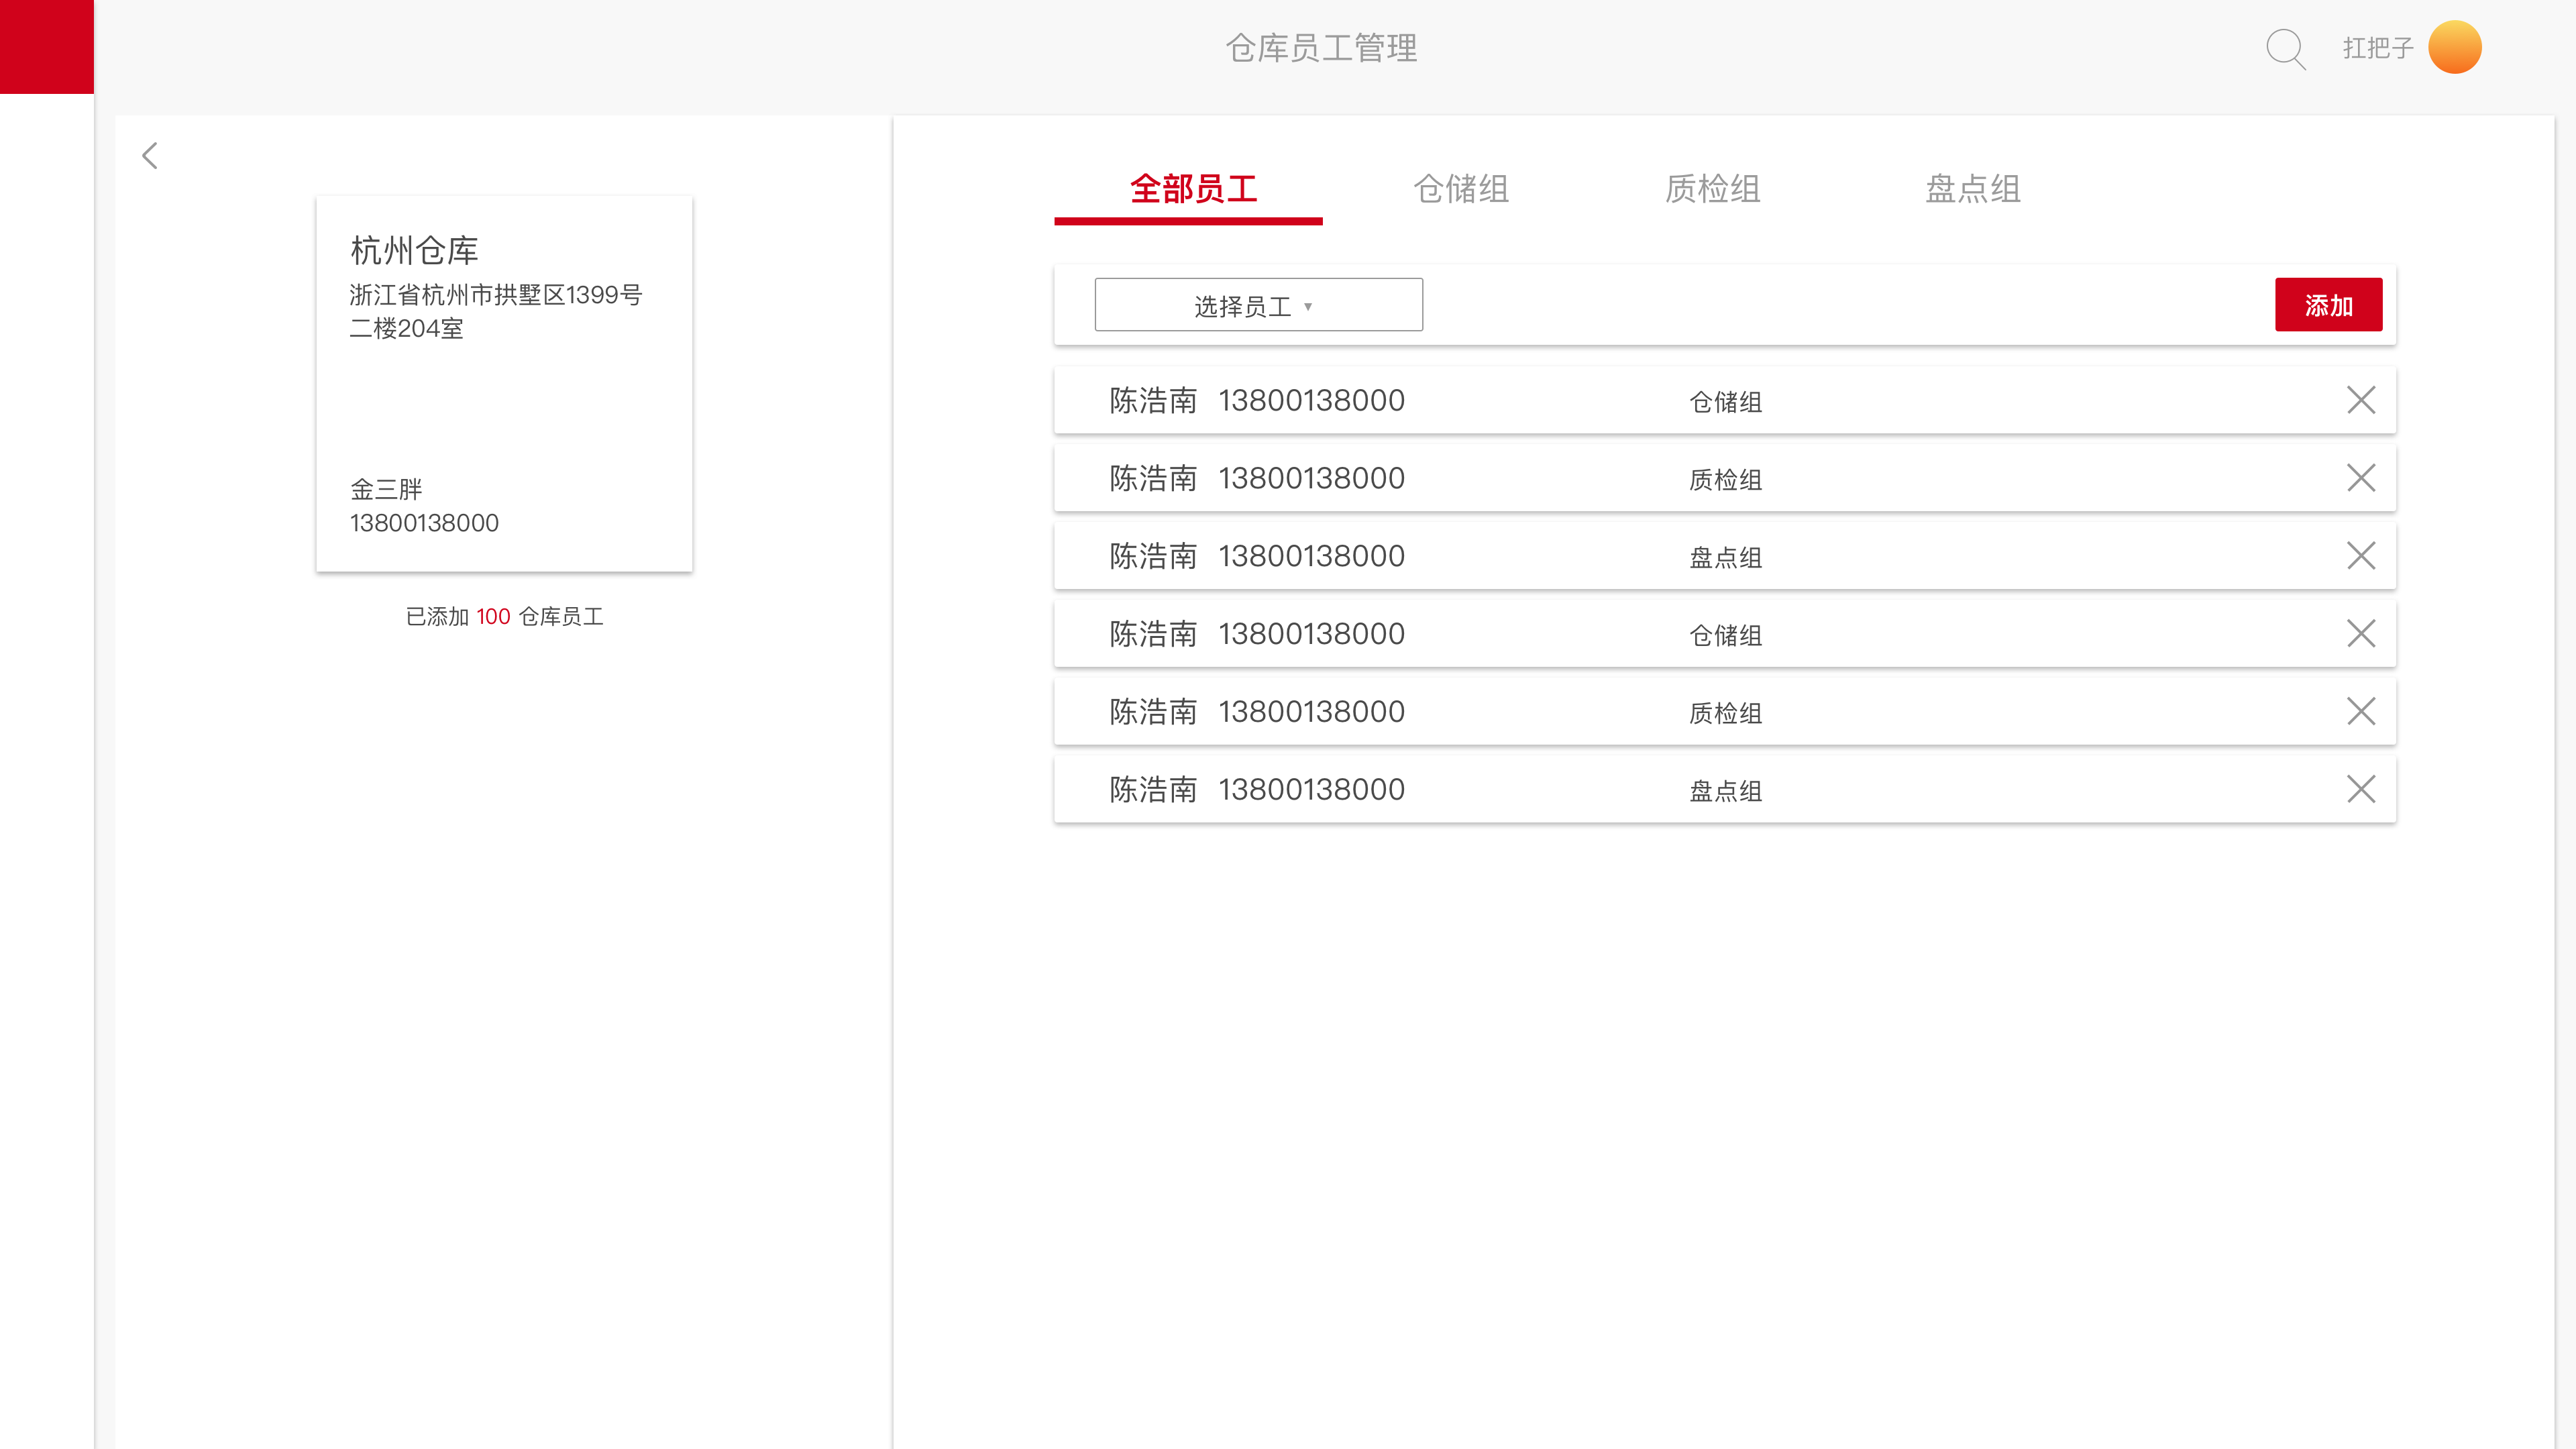 仓库员工管理
扛把子
杭州仓库
浙江省杭州市拱墅区1399号
二楼204室
金三胖
13800138000
已添加 100 仓库员工
全部员工 仓储组 质检组 盘点组
选择员工 ▾
添加
陈浩南 13800138000 仓储组
陈浩南 13800138000 质检组
陈浩南 13800138000 盘点组
陈浩南 13800138000 仓储组
陈浩南 13800138000 质检组
陈浩南 13800138000 盘点组